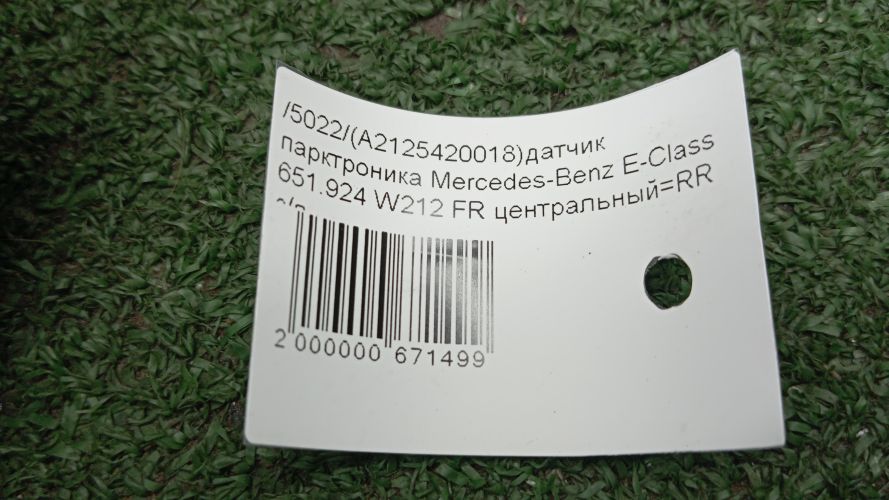 /5022/(A2125420018)датчик
парктроника Mercedes-Benz E-Class
651.924 W212 FR центральный=RR
2 000000 671499